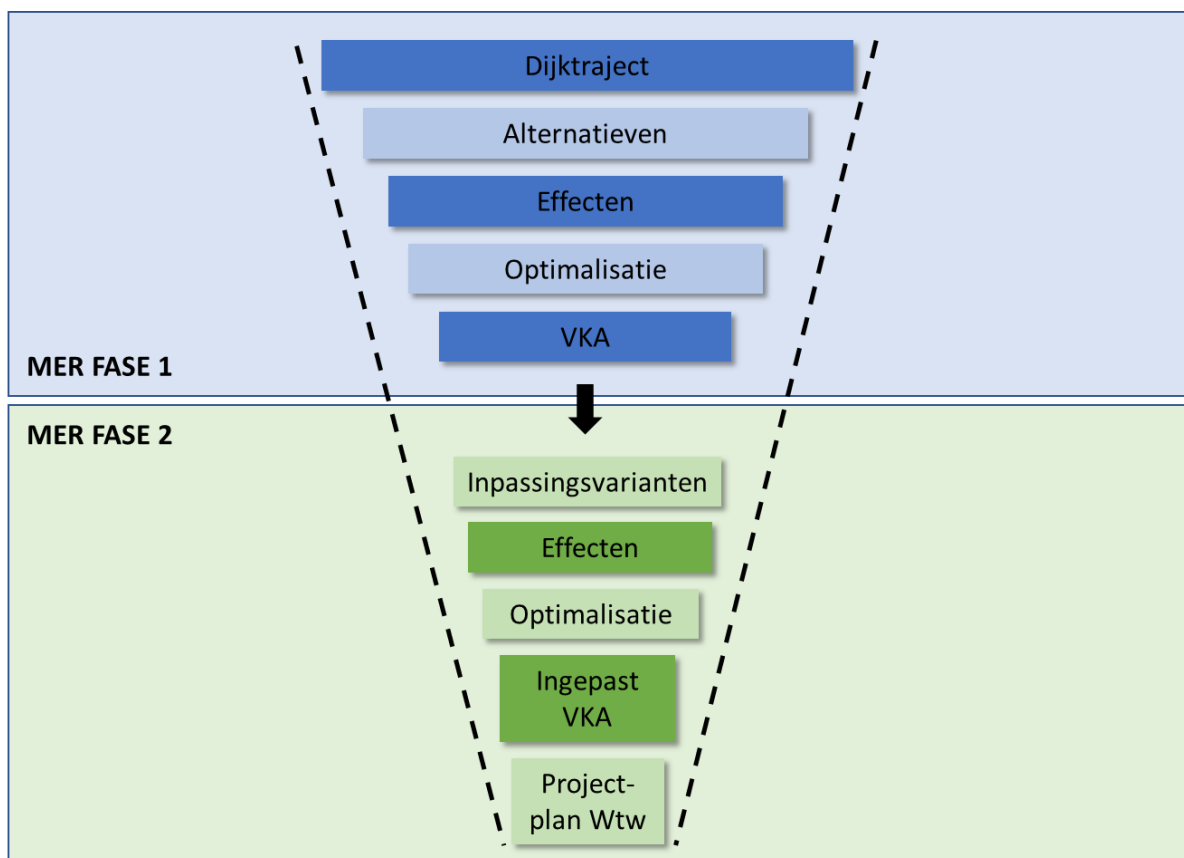 Dijktraject
Alternatieven
Effecten
Optimalisatie
VKA
MER FASE 1
MER FASE 2
Inpassingsvarianten
Effecten
Optimalisatie
Ingepast
VKA
Project-
plan Wtw